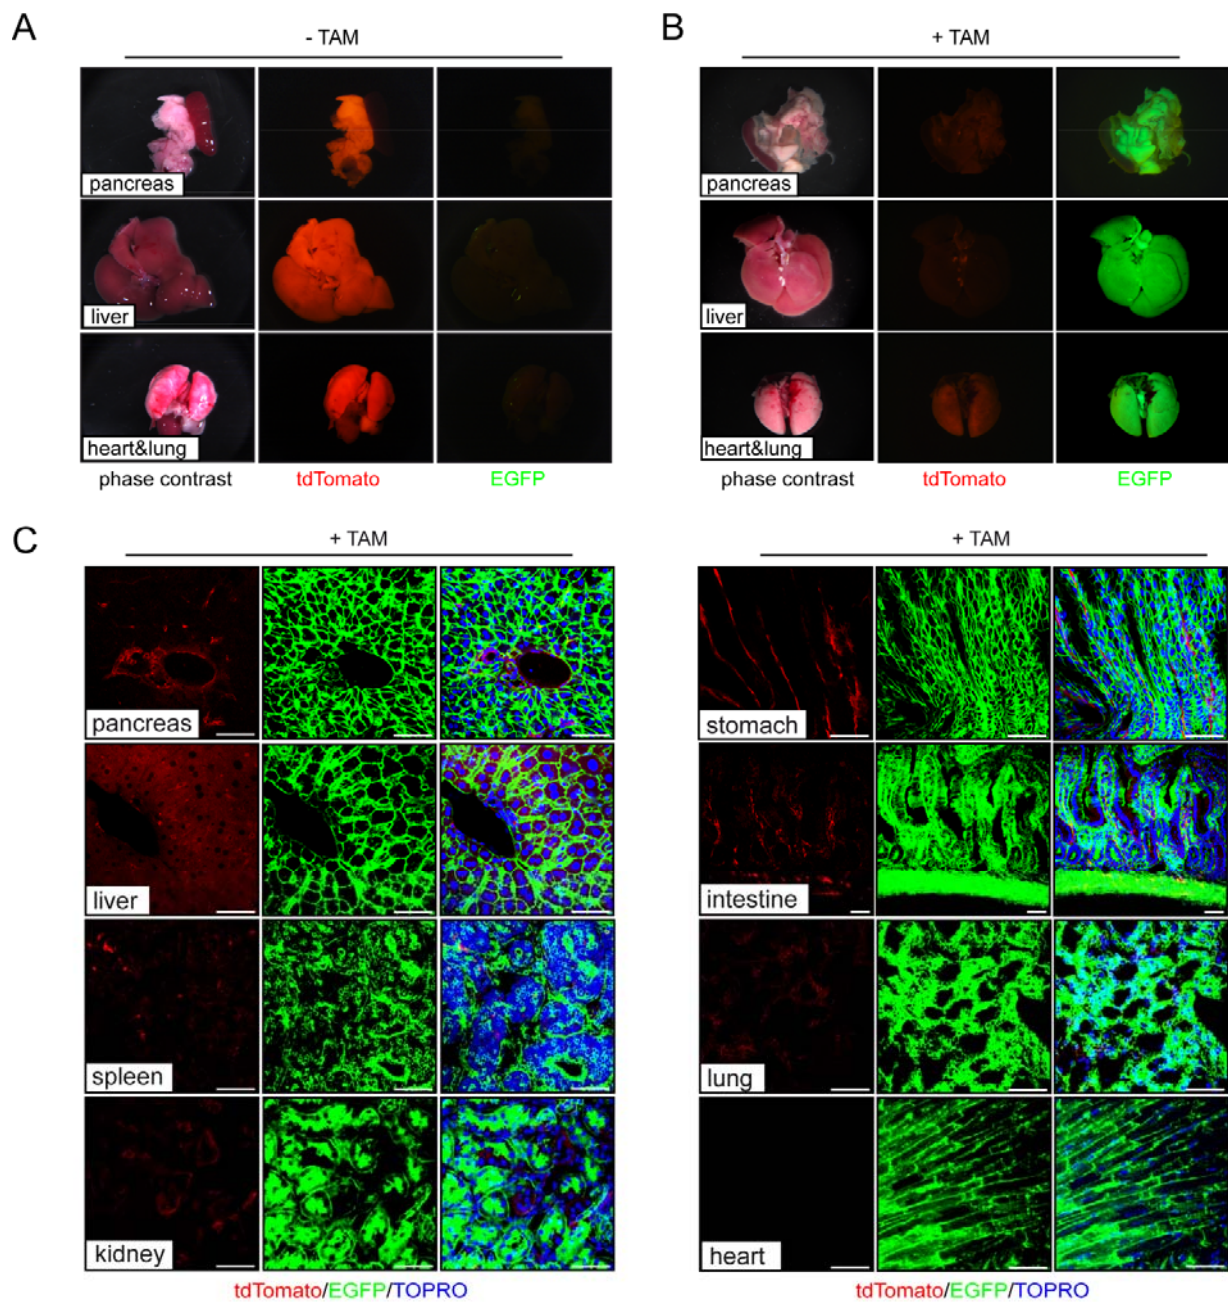 A
- TAM
pancreas
liver
heart&lung
phase contrast
tdTomato
EGFP
B
+ TAM
pancreas
liver
heart&lung
phase contrast
tdTomato
EGFP
C
+ TAM
pancreas
liver
spleen
kidney
tdTomato/EGFP/TOPRO
+ TAM
stomach
intestine
lung
heart
tdTomato/EGFP/TOPRO